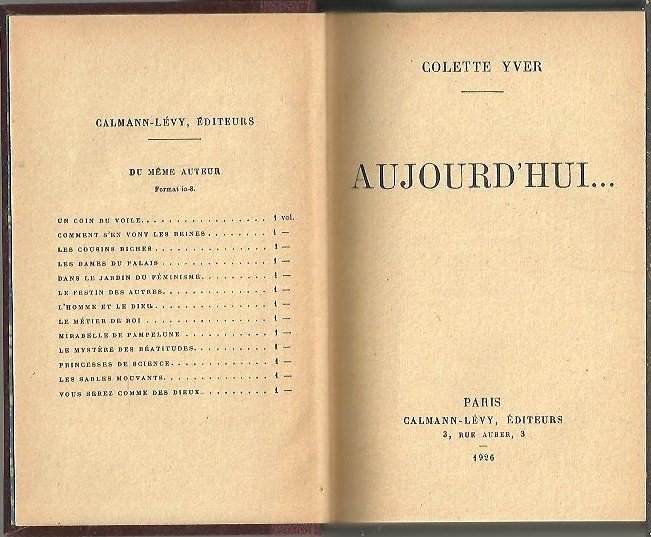 CALMANN-LÉVY, ÉDITEURS
DU MÊME AUTEUR
Format in-8.
UN COIN DU VOILE. . . . . . . . . . . . . . . . . 1 vol.
COMMENT S'EN VONT LES REINES . . . . . . . . 1 —
LES COUSINS RICHES . . . . . . . . . . . . . . . 1 —
LES DAMES DU PALAIS . . . . . . . . . . . . . . 1 —
DANS LE JARDIN DU FÉMINISME. . . . . . . . . 1 —
LE FESTIN DES AUTRES. . . . . . . . . . . . . . 1 —
L'HOMME ET LE DIEU. . . . . . . . . . . . . . . 1 —
LE MÉTIER DE ROI . . . . . . . . . . . . . . . . 1 —
MIRABELLE DE PAMPELUNE . . . . . . . . . . . 1 —
LE MYSTÈRE DES BÉATITUDES. . . . . . . . . . 1 —
PRINCESSES DE SCIENCE. . . . . . . . . . . . . 1 —
LES SABLES MOUVANTS. . . . . . . . . . . . . . 1 —
VOUS SEREZ COMME DES DIEUX. . . . . . . . . 1 —
COLETTE YVER
AUJOURD'HUI...
PARIS
CALMANN-LÉVY, ÉDITEURS
3, RUE AUBER, 3
1926